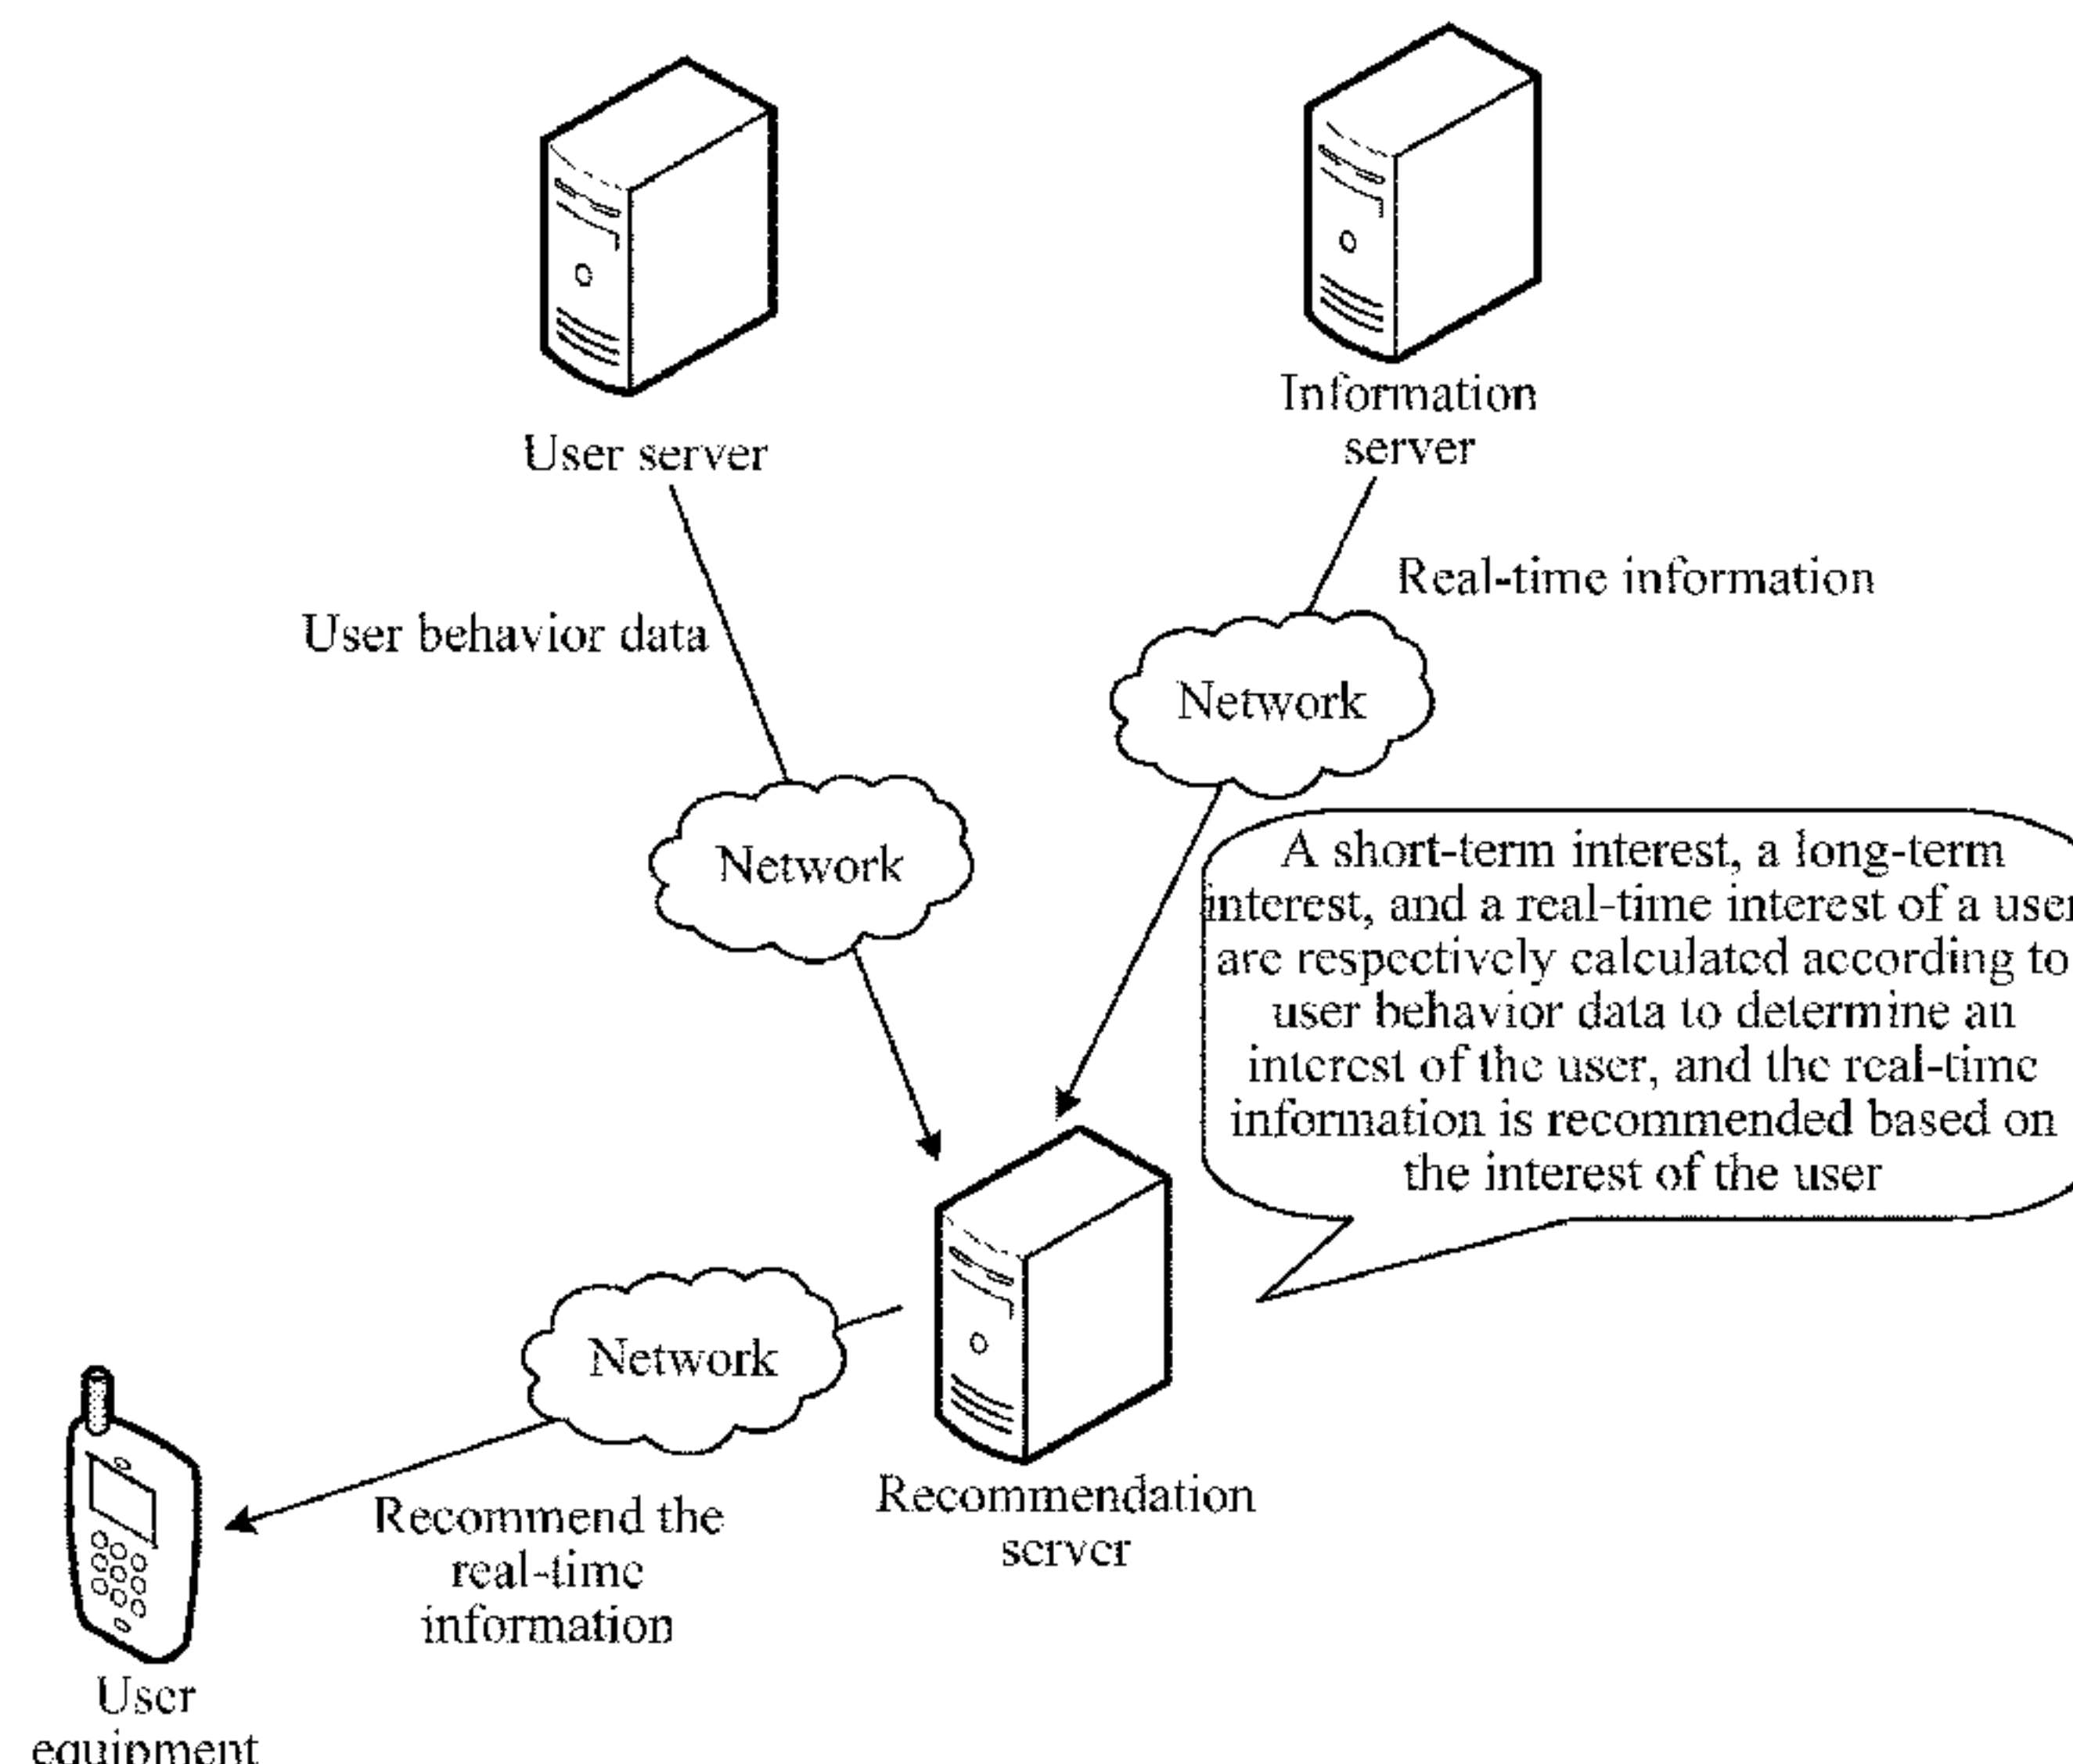 User server
Information
server
User behavior data
Real-time information
Network
Network
A short-term interest, a long-term
interest, and a real-time interest of a user
are respectively calculated according to
user behavior data to determine an
interest of the user, and the real-time
information is recommended based on
the interest of the user
Network
Recommend the
real-time
information
Recommendation
server
User
equipment